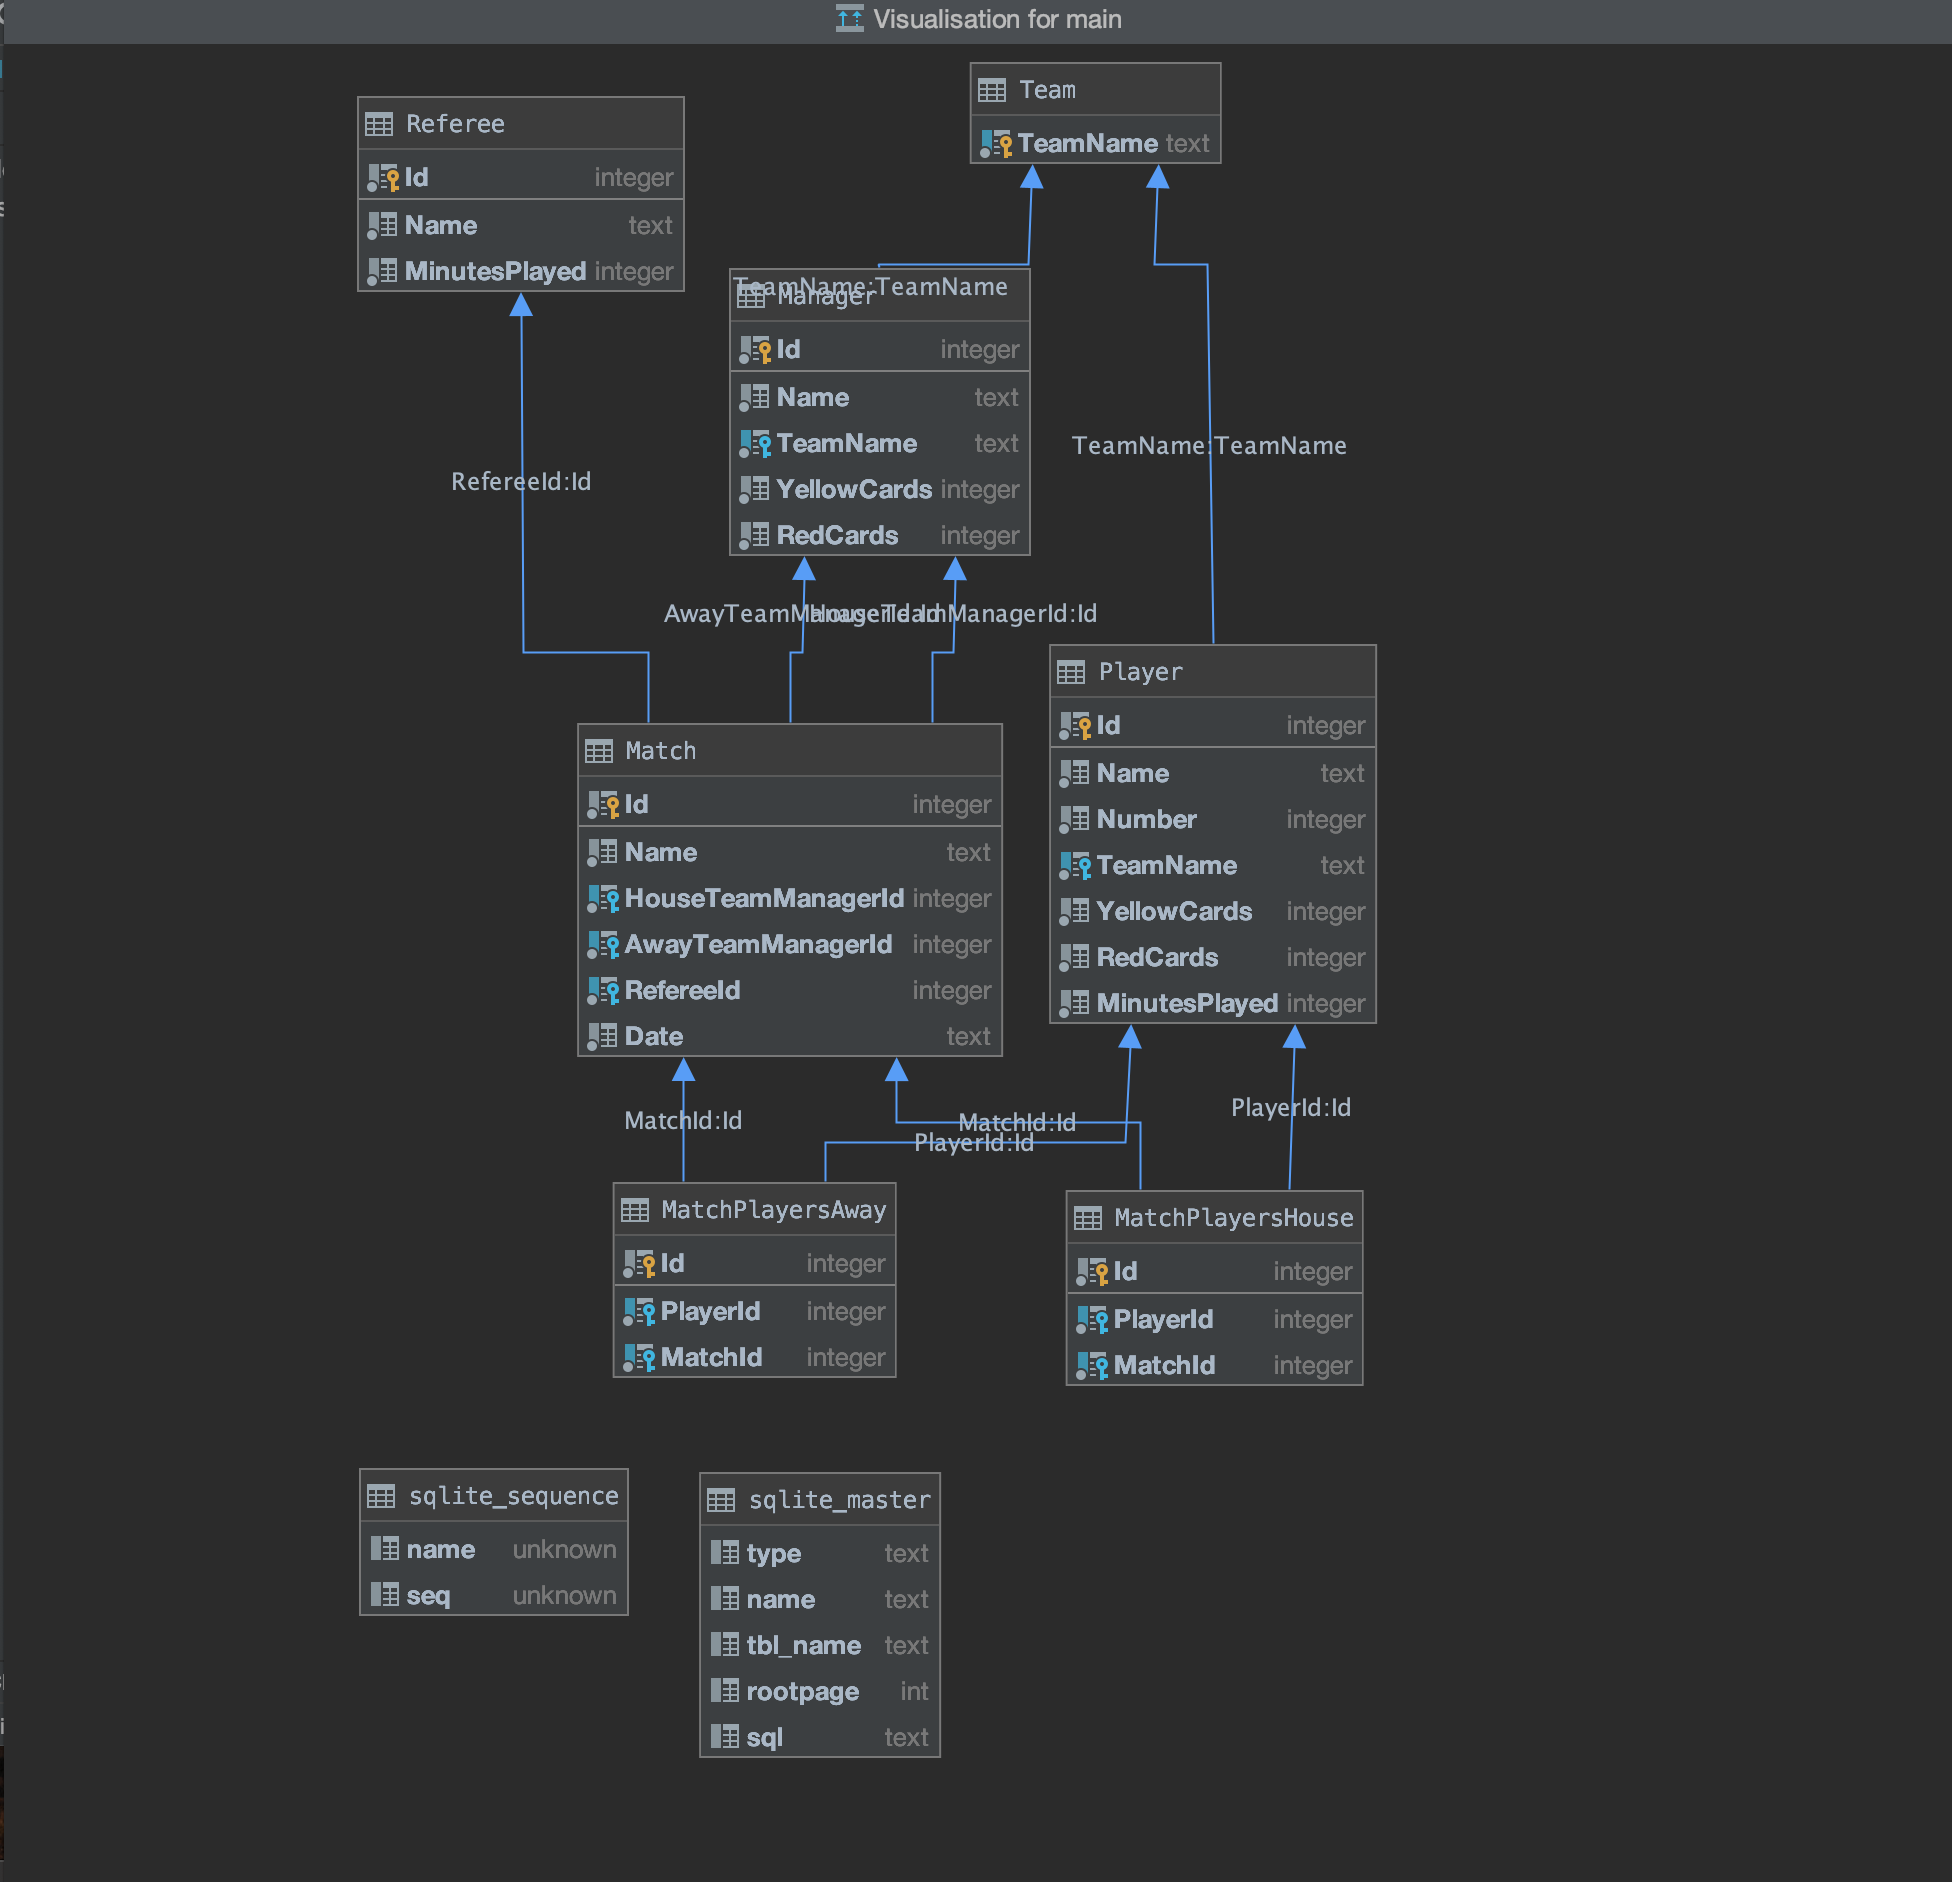 Visualisation for main
Team
TeamName text
Referee
Id integer
Name text
MinutesPlayed integer
TeamName:TeamName
Manager
Id integer
Name text
TeamName text
YellowCards integer
RedCards integer
TeamName:TeamName
RefereeId:Id
AwayTeamManagerId:Id
HouseTeamManagerId:Id
Player
Id integer
Name text
Number integer
TeamName text
YellowCards integer
RedCards integer
MinutesPlayed integer
Match
Id integer
Name text
HouseTeamManagerId integer
AwayTeamManagerId integer
RefereeId integer
Date text
MatchId:Id
MatchId:Id
PlayerId:Id
PlayerId:Id
MatchPlayersAway
Id integer
PlayerId integer
MatchId integer
MatchPlayersHouse
Id integer
PlayerId integer
MatchId integer
sqlite_sequence
name unknown
seq unknown
sqlite_master
type text
name text
tbl_name text
rootpage int
sql text